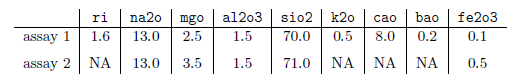 ri na2o mgo al2o3 sio2 k2o cao bao fe2o3
assay 1 1.6 13.0 2.5 1.5 70.0 0.5 8.0 0.2 0.1
assay 2 NA 13.0 3.5 1.5 71.0 NA NA NA 0.5